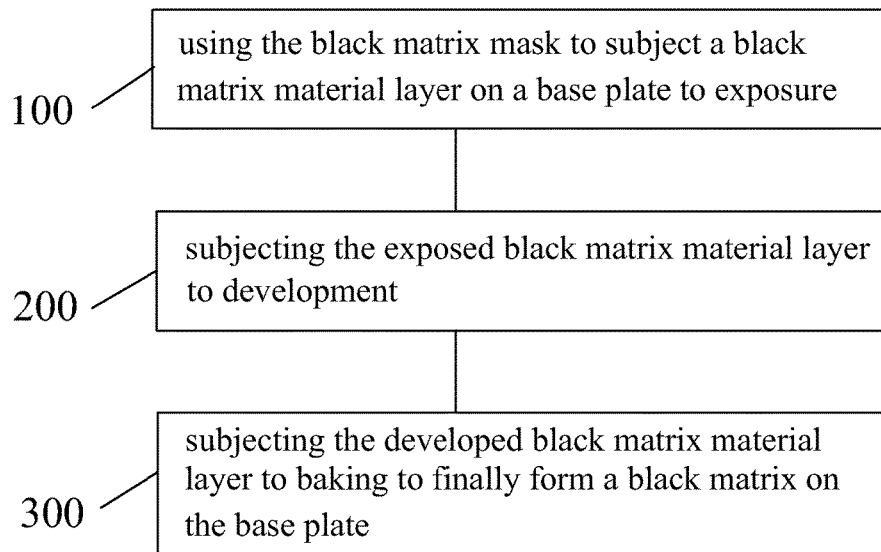 using the black matrix mask to subject a black
matrix material layer on a base plate to exposure
100
subjecting the exposed black matrix material layer
to development
200
subjecting the developed black matrix material
layer to baking to finally form a black matrix on
the base plate
300